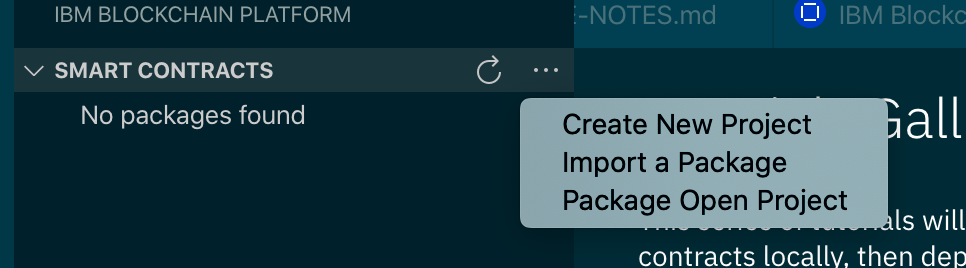 IBM BLOCKCHAIN PLATFORM
E-NOTES.md
IBM Blockc
SMART CONTRACTS
No packages found
Create New Project
Import a Package
Package Open Project
Gall
This series of tutorials will
contracts locally, then dep